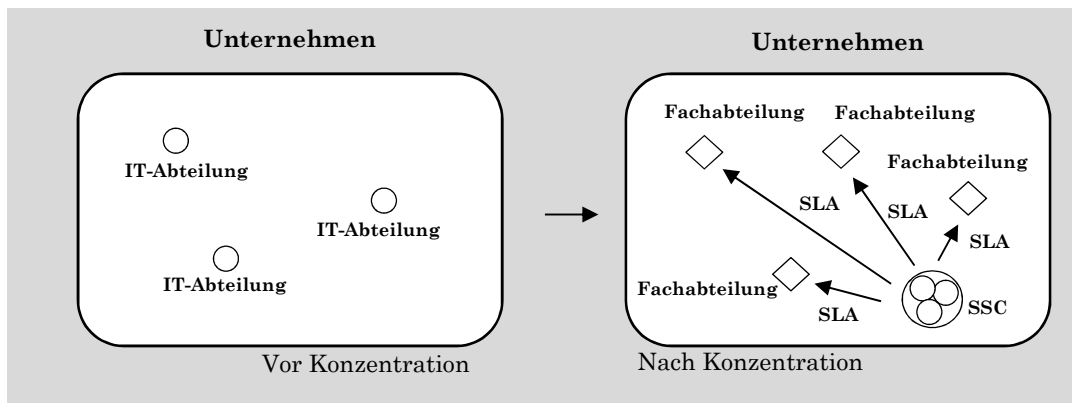 Unternehmen
IT-Abteilung
IT-Abteilung
IT-Abteilung
Vor Konzentration
Unternehmen
Fachabteilung
Fachabteilung
Fachabteilung
SLA
SLA
SLA
Fachabteilung
SLA
SSC
Nach Konzentration